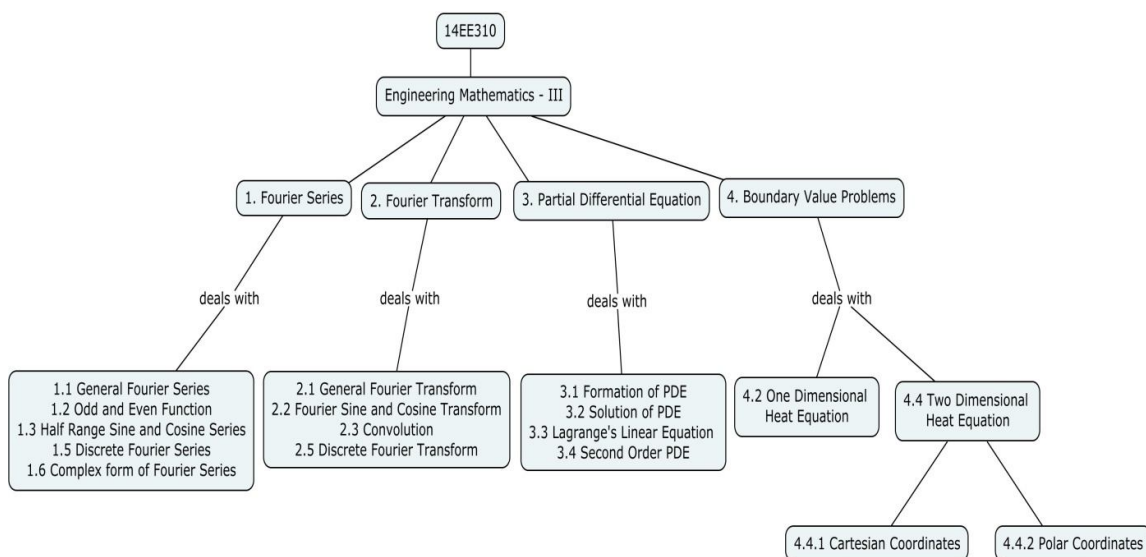 14EE310
Engineering Mathematics - III
1. Fourier Series
2. Fourier Transform
3. Partial Differential Equation
4. Boundary Value Problems
deals with
deals with
deals with
deals with
1.1 General Fourier Series
1.2 Odd and Even Function
1.3 Half Range Sine and Cosine Series
1.5 Discrete Fourier Series
1.6 Complex form of Fourier Series
2.1 General Fourier Transform
2.2 Fourier Sine and Cosine Transform
2.3 Convolution
2.5 Discrete Fourier Transform
3.1 Formation of PDE
3.2 Solution of PDE
3.3 Lagrange's Linear Equation
3.4 Second Order PDE
4.2 One Dimensional
Heat Equation
4.4 Two Dimensional
Heat Equation
4.4.1 Cartesian Coordinates
4.4.2 Polar Coordinates